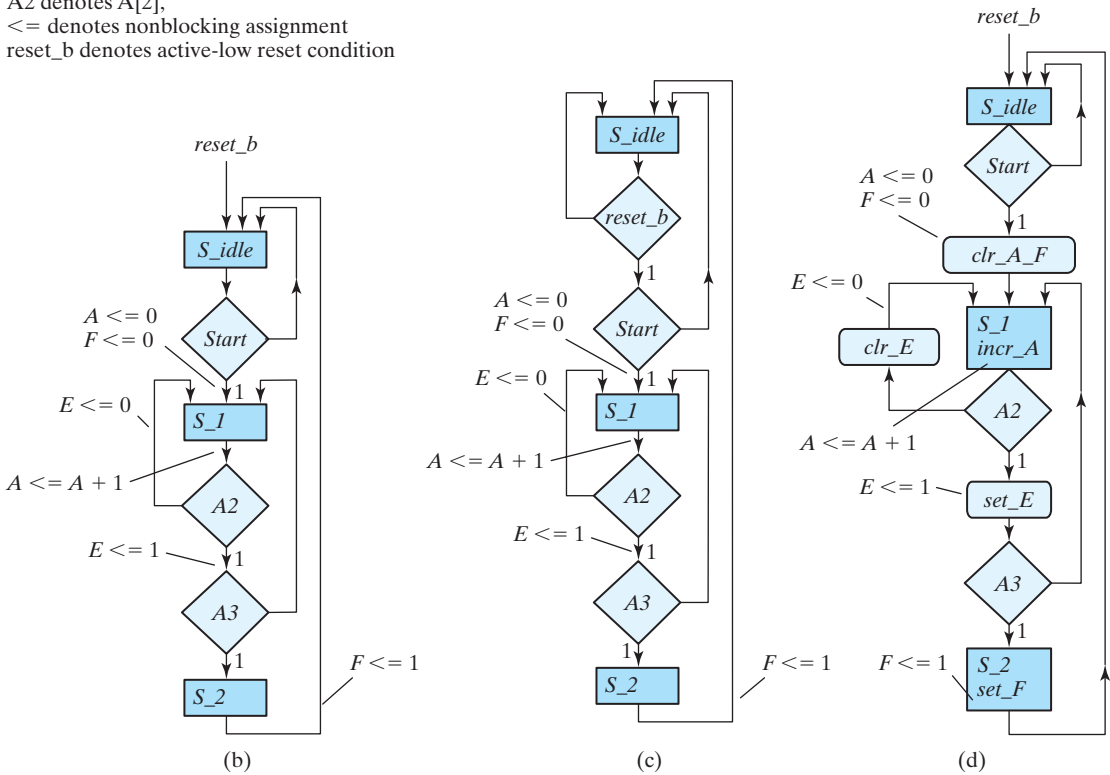 A2 denotes A[2],
<= denotes nonblocking assignment
reset_b denotes active-low reset condition
reset_b
S_idle
Start
A <= 0
F <= 0
1
E <= 0
S_1
A <= A + 1
A2
E <= 1
1
A3
1
S_2
F <= 1
(b)
S_idle
reset_b
1
A <= 0
F <= 0
Start
1
E <= 0
S_1
A <= A + 1
A2
E <= 1
1
A3
1
S_2
F <= 1
(c)
reset_b
S_idle
Start
A <= 0
F <= 0
1
clr_A_F
E <= 0
S_1
incr_A
clr_E
A2
A <= A + 1
1
E <= 1
set_E
A3
1
F <= 1
S_2
set_F
(d)